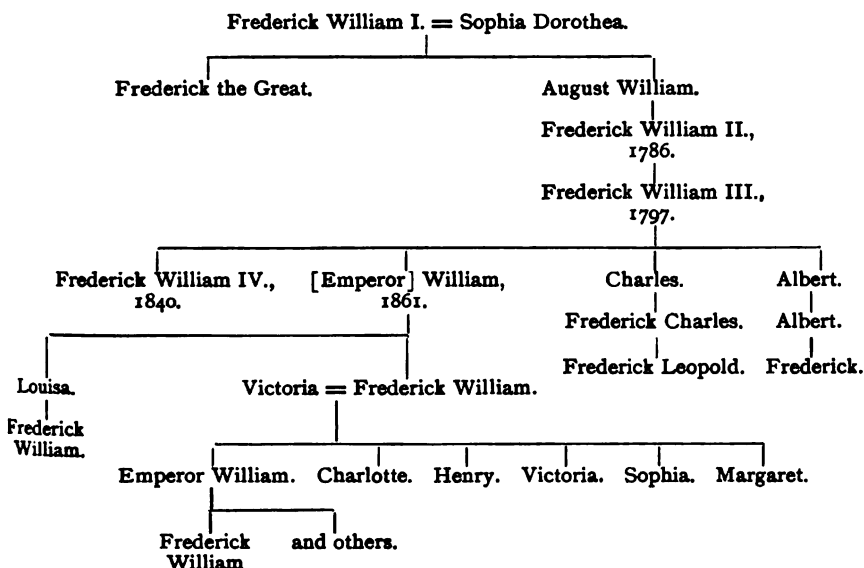 Frederick William I. = Sophia Dorothea.
Frederick the Great. August William.
Frederick William II.,
1786.
Frederick William III.,
1797.
Frederick William IV., [Emperor] William, Charles. Albert.
1840. 1861.
Frederick Charles. Albert.
Frederick Leopold. Frederick.
Louisa. Victoria = Frederick William.
Frederick
William.
Emperor William. Charlotte. Henry. Victoria. Sophia. Margaret.
Frederick and others.
William